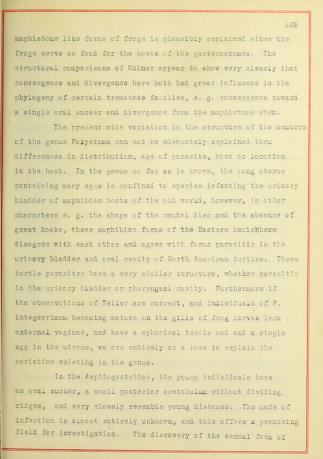 125
amphistome like forms of frogs is plausibly explained since the
frogs serve as food for the hosts of the gasterostomes. The
structural comparisons of Odhner appear to show very clearly that
convergence and divergence have both had great influence in the
phylogeny of certain trematode families, e. g. convergence toward
a single oral sucker and divergence from the amphistome stem.
The present wide variation in the structure of the members
of the genus Polystoma can not be adequately explained thru
differences in distribution, age of parasite, host or location
in the host. In the genus so far as is known, the long uterus
containing many eggs is confined to species infesting the urinary
bladder of amphibian hosts of the old world, however, in other
characters e. g. the shape of the caudal disc and the absence of
great hooks, these amphibian forms of the Eastern hemisphere
disagree with each other and agree with forms parasitic in the
urinary bladder and oral cavity of North American turtles. These
turtle parasites have a very similar structure, whether parasitic
in the urinary bladder or pharyngeal cavity. Furthermore if
the observations of Zeller are correct, and individuals of P.
integerrimum becoming mature on the gills of frog larvae lack
external vaginae, and have a spherical testis and and a single
egg in the uterus, we are entirely at a loss to explain the
variation existing in the genus.
In the Aspidogastridae, the young individuals have
an oral sucker, a small posterior acetabulum without dividing
ridges, and very closely resemble young distomes. The mode of
infection is almost entirely unknown, and this offers a promising
field for investigation. The discovery of the sexual form of